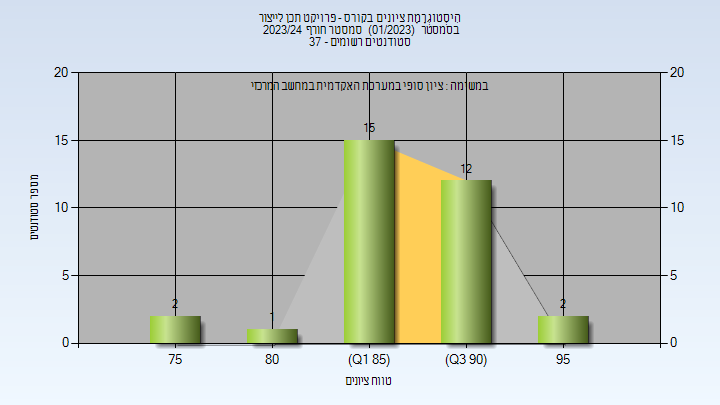 היסטוגרמת ציונים בקורס - פרויקט תכן לייצור
בסמסטר (01/2023) סמסטר חורף 2023/24
סטודנטים רשומים - 37
במשימה : ציון סופי במערכת האקדמית במחשב המרכזי
20 20
15 15
10 10
5 5
0 0
מספר סטודנטים
2 1 15 12 2
75 80 (Q1 85) (Q3 90) 95
טווח ציונים